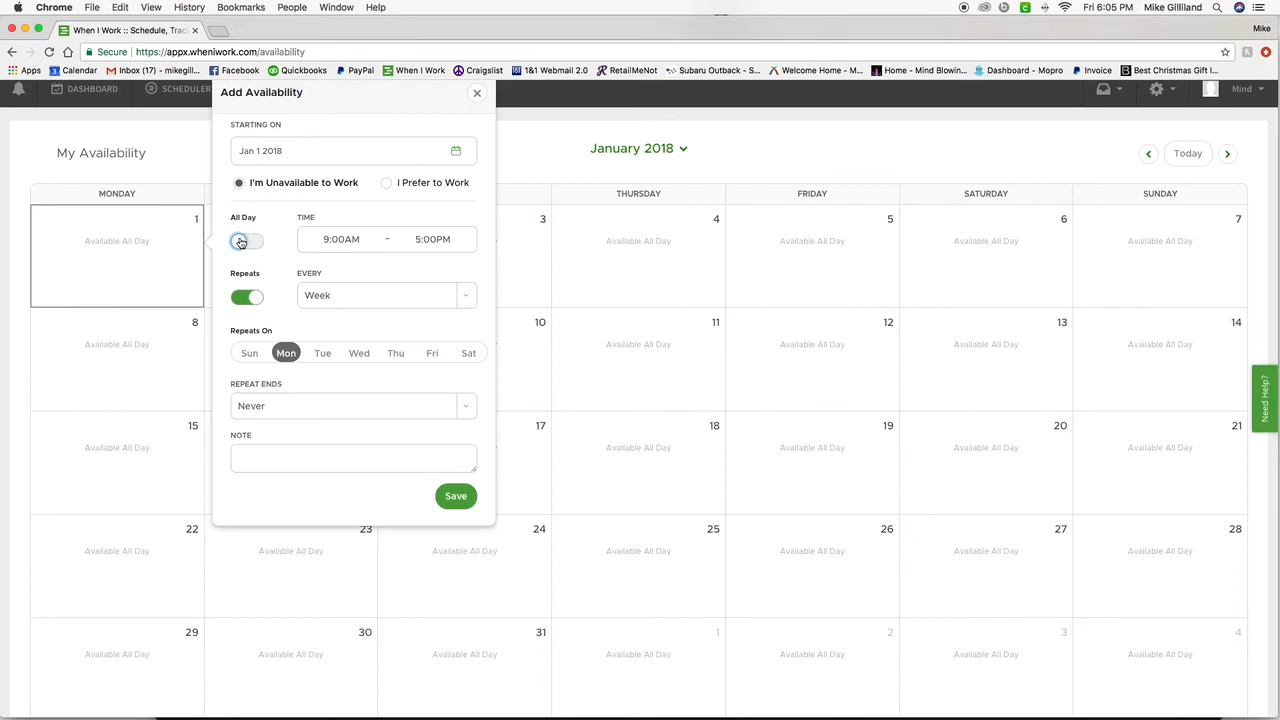 Chrome File Edit View History Bookmarks People Window Help Fri 6:05 PM Mike Gilliland
When I Work :: Schedule, Trac Mike
Secure https://appx.wheniwork.com/availability
Apps Calendar Inbox (17) - mikegill... Facebook Quickbooks PayPal When I Work Craigslist 1&1 Webmail 2.0 RetailMeNot Subaru Outback - S... Welcome Home - M... Home - Mind Blowin... Dashboard - Mopro Invoice Best Christmas Gift I...
DASHBOARD SCHEDULER Mind
Add Availability
STARTING ON
Jan 1 2018
I'm Unavailable to Work I Prefer to Work
All Day TIME
9:00AM - 5:00PM
Repeats EVERY
Week
Repeats On
Sun Mon Tue Wed Thu Fri Sat
REPEAT ENDS
Never
NOTE
Save
My Availability January 2018 Today
MONDAY THURSDAY FRIDAY SATURDAY SUNDAY
1 3 4 5 6 7
Available All Day Available All Day Available All Day Available All Day Available All Day
8 10 11 12 13 14
Available All Day Available All Day Available All Day Available All Day Available All Day
15 17 18 19 20 21
Available All Day Available All Day Available All Day Available All Day Available All Day
22 23 24 25 26 27 28
Available All Day Available All Day Available All Day Available All Day Available All Day Available All Day Available All Day
29 30 31 1 2 3 4
Available All Day Available All Day Available All Day Available All Day Available All Day Available All Day Available All Day
Need Help?